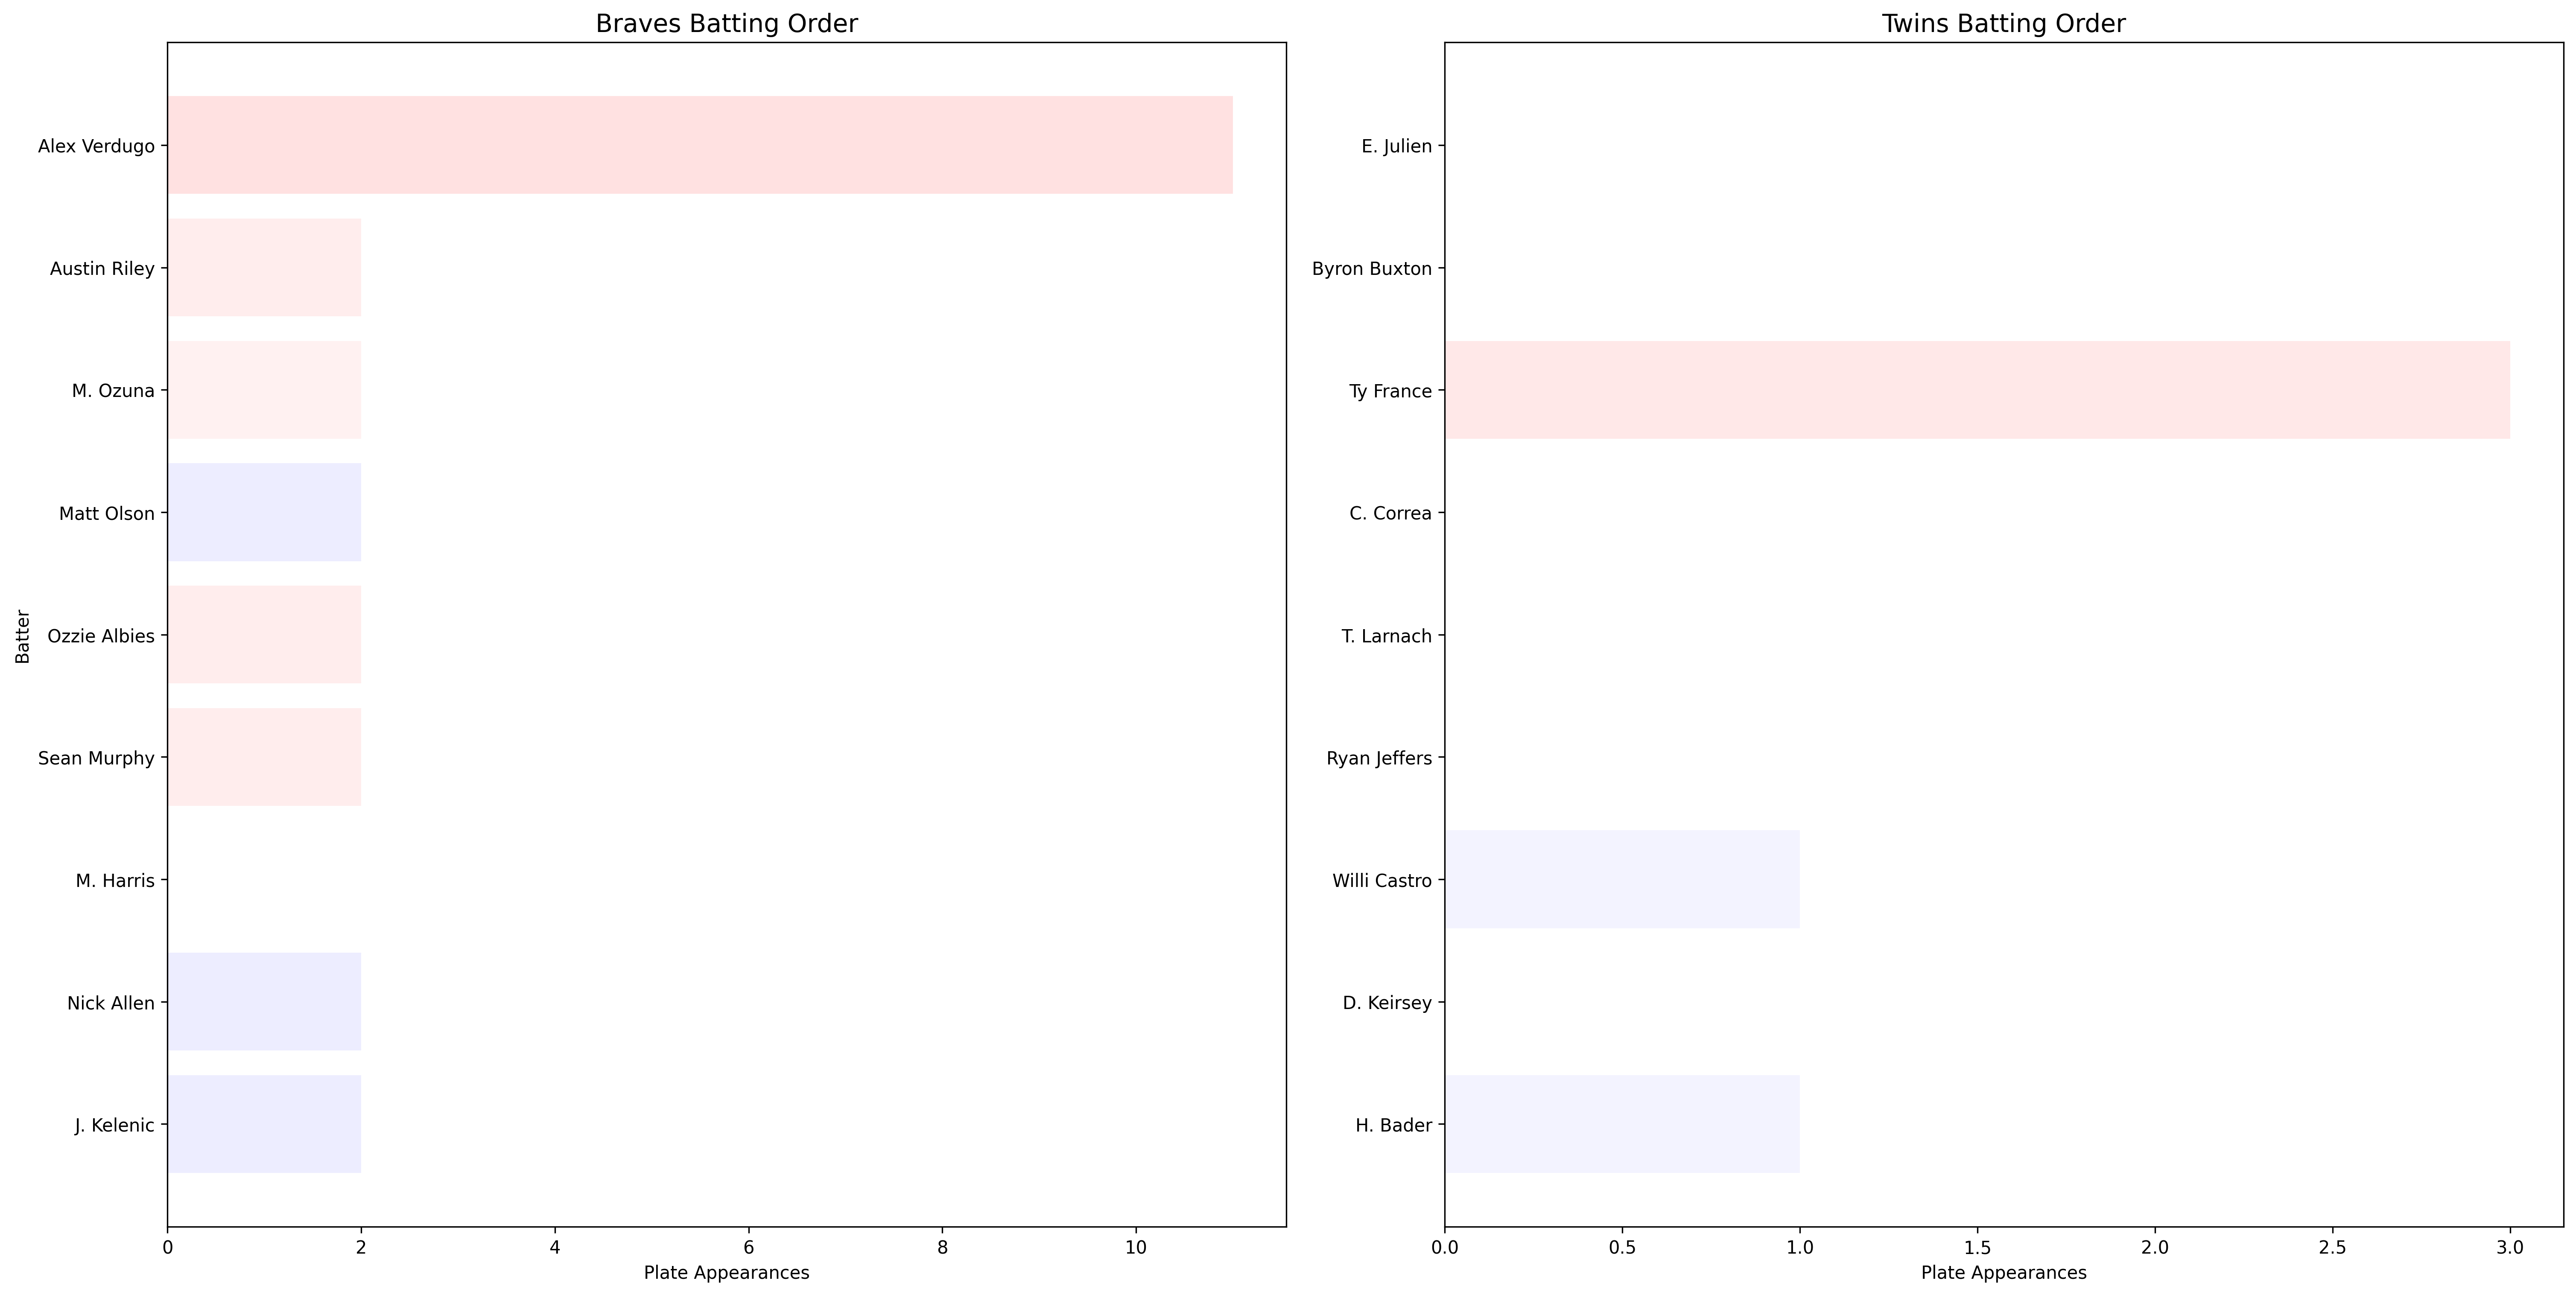 Braves Batting Order
Batter
Alex Verdugo
Austin Riley
M. Ozuna
Matt Olson
Ozzie Albies
Sean Murphy
M. Harris
Nick Allen
J. Kelenic
0 2 4 6 8 10
Plate Appearances
Twins Batting Order
E. Julien
Byron Buxton
Ty France
C. Correa
T. Larnach
Ryan Jeffers
Willi Castro
D. Keirsey
H. Bader
0.0 0.5 1.0 1.5 2.0 2.5 3.0
Plate Appearances